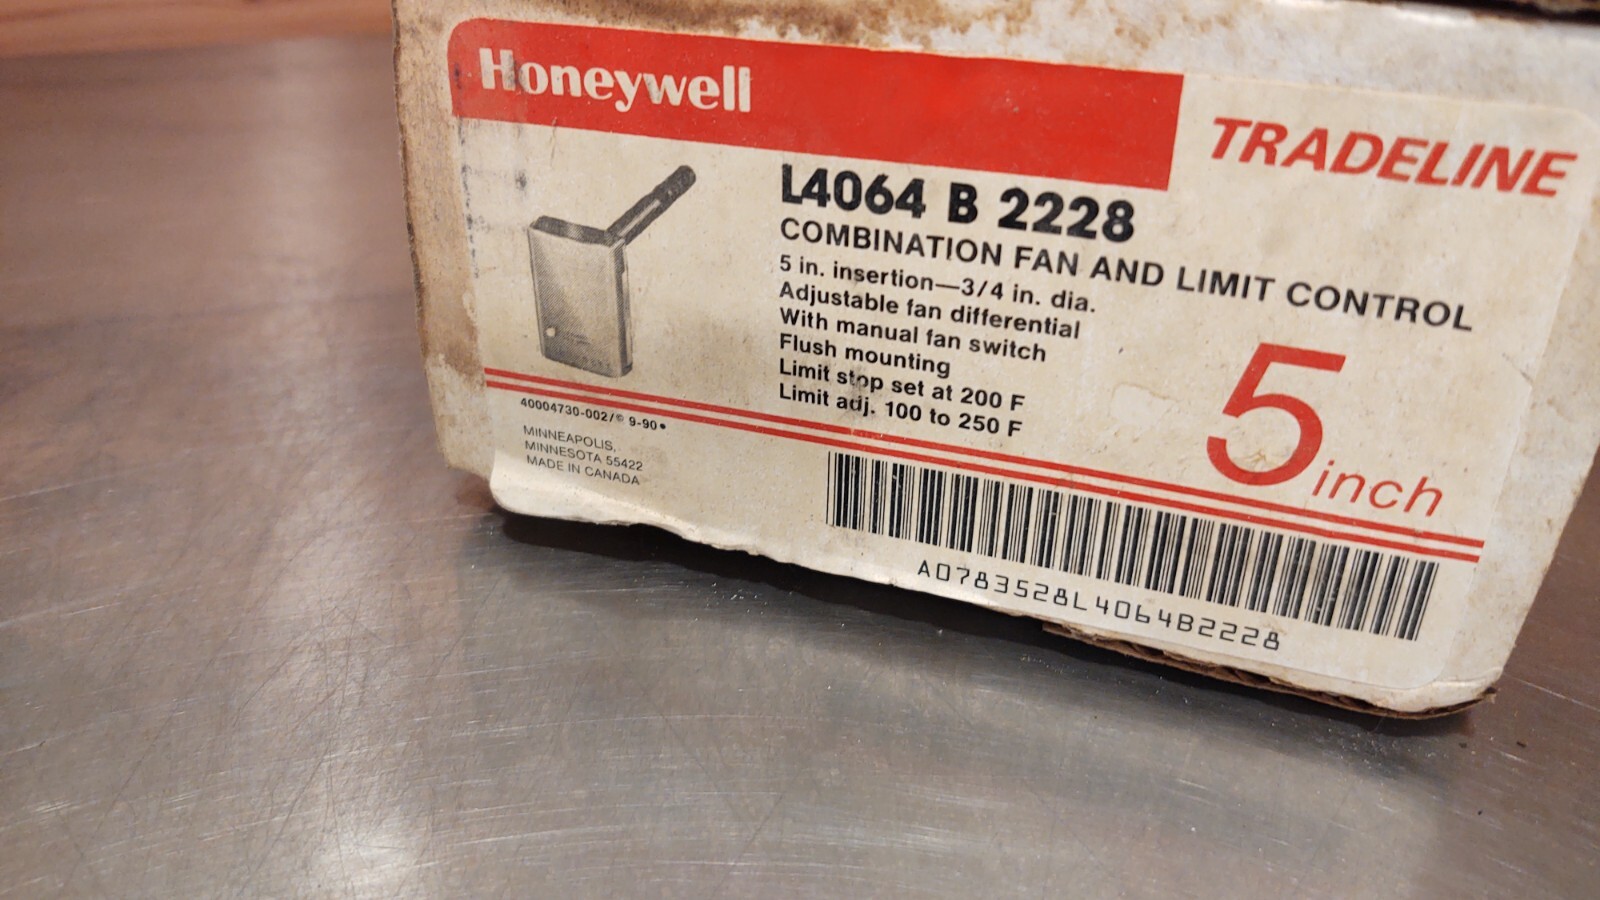 Honeywell
TRADELINE
L4064 B 2228
COMBINATION FAN AND LIMIT CONTROL
5 in. insertion—3/4 in. dia.
Adjustable fan differential
With manual fan switch
Flush mounting
Limit stop set at 200 F
Limit adj. 100 to 250 F
5 inch
40004730-002/© 9-90•
MINNEAPOLIS,
MINNESOTA 55422
MADE IN CANADA
A0783528L4064B2228